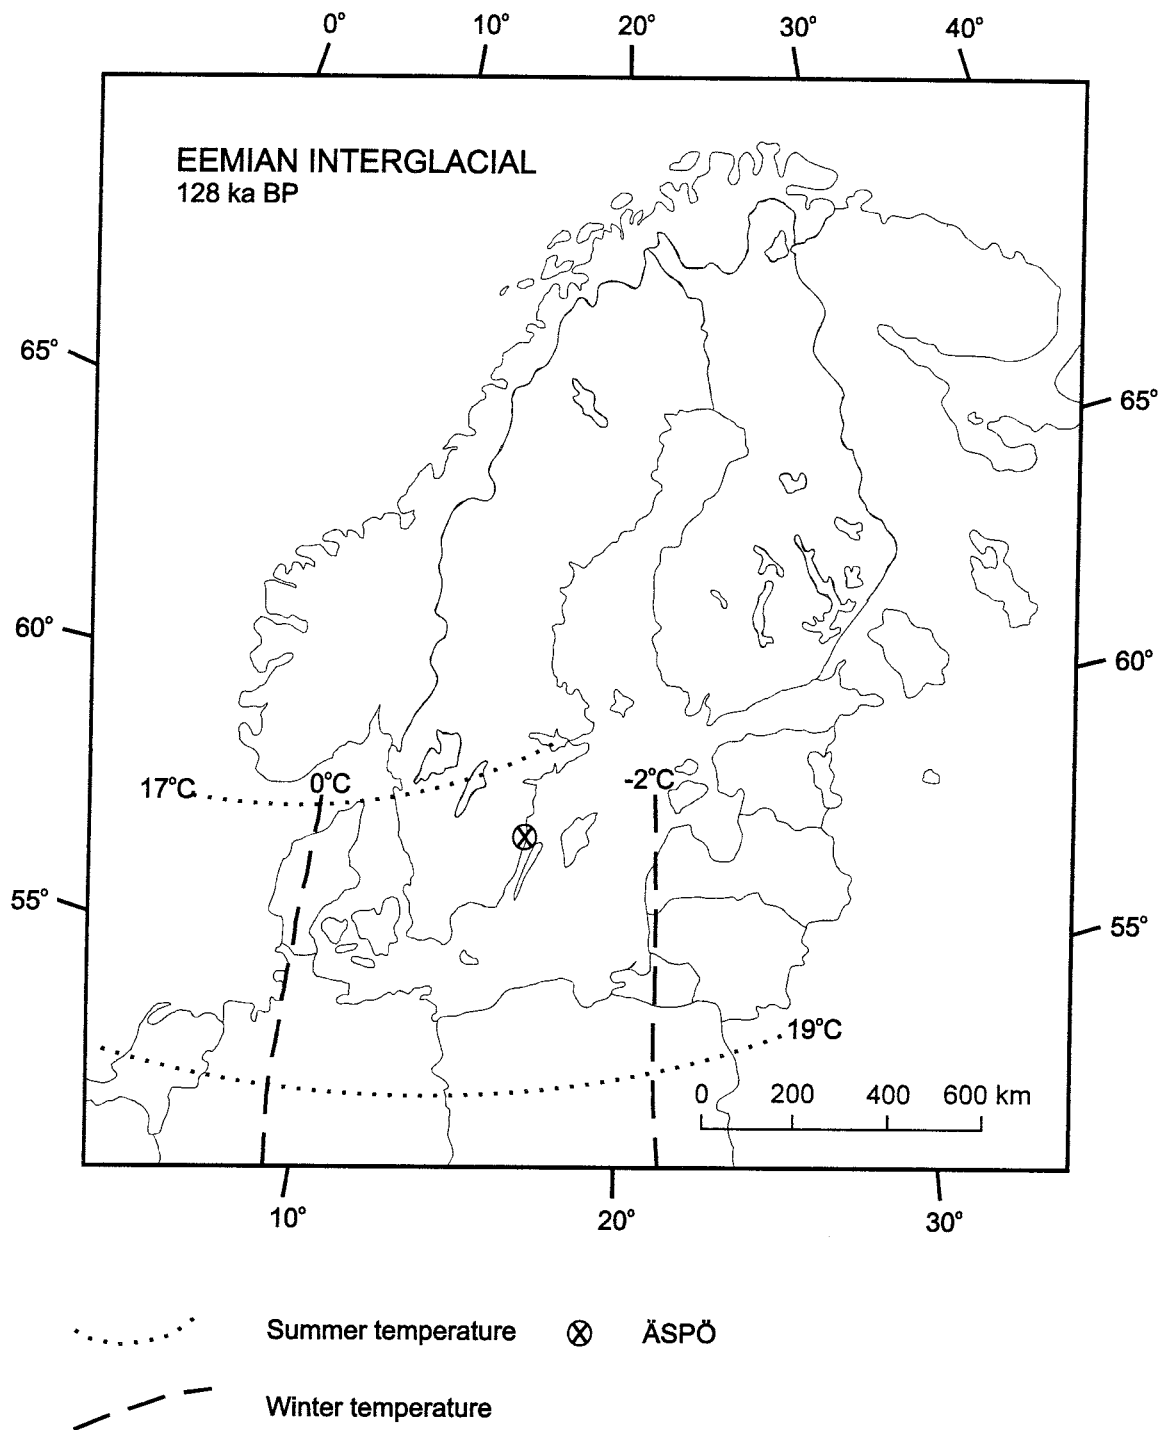 0° 10° 20° 30° 40°
EEMIAN INTERGLACIAL
128 ka BP
65°
65°
60°
60°
17°C 0°C -2°C
55°
55°
19°C
0 200 400 600 km
10° 20° 30°
Summer temperature ÄSPÖ
Winter temperature